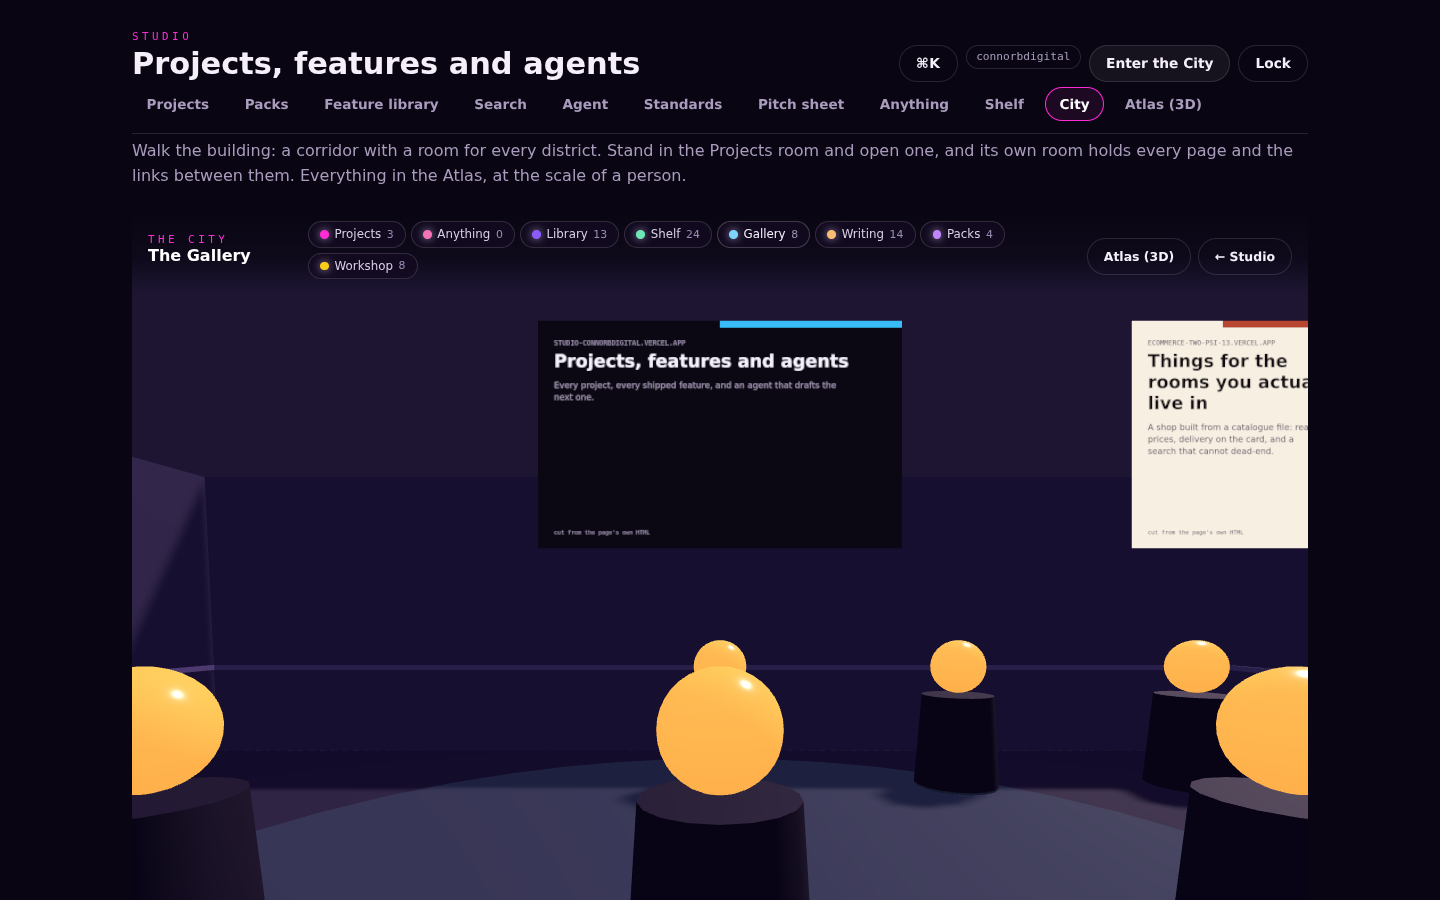 STUDIO
Projects, features and agents
⌘K
connorbdigital
Enter the City
Lock
Projects
Packs
Feature library
Search
Agent
Standards
Pitch sheet
Anything
Shelf
City
Atlas (3D)
Walk the building: a corridor with a room for every district. Stand in the Projects room and open one, and its own room holds every page and the
links between them. Everything in the Atlas, at the scale of a person.
THE CITY
The Gallery
Projects 3
Anything 0
Library 13
Shelf 24
Gallery 8
Writing 14
Packs 4
Workshop 8
Atlas (3D)
← Studio
STUDIO-CONNORBDIGITAL.VERCEL.APP
Projects, features and agents
Every project, every shipped feature, and an agent that drafts the
next one.
cut from the page's own HTML
ECOMMERCE-TWO-PSI-13.VERCEL.APP
Things for the
rooms you actua
live in
A shop built from a catalogue file: rea
prices, delivery on the card, and a
search that cannot dead-end.
cut from the page's own HTML